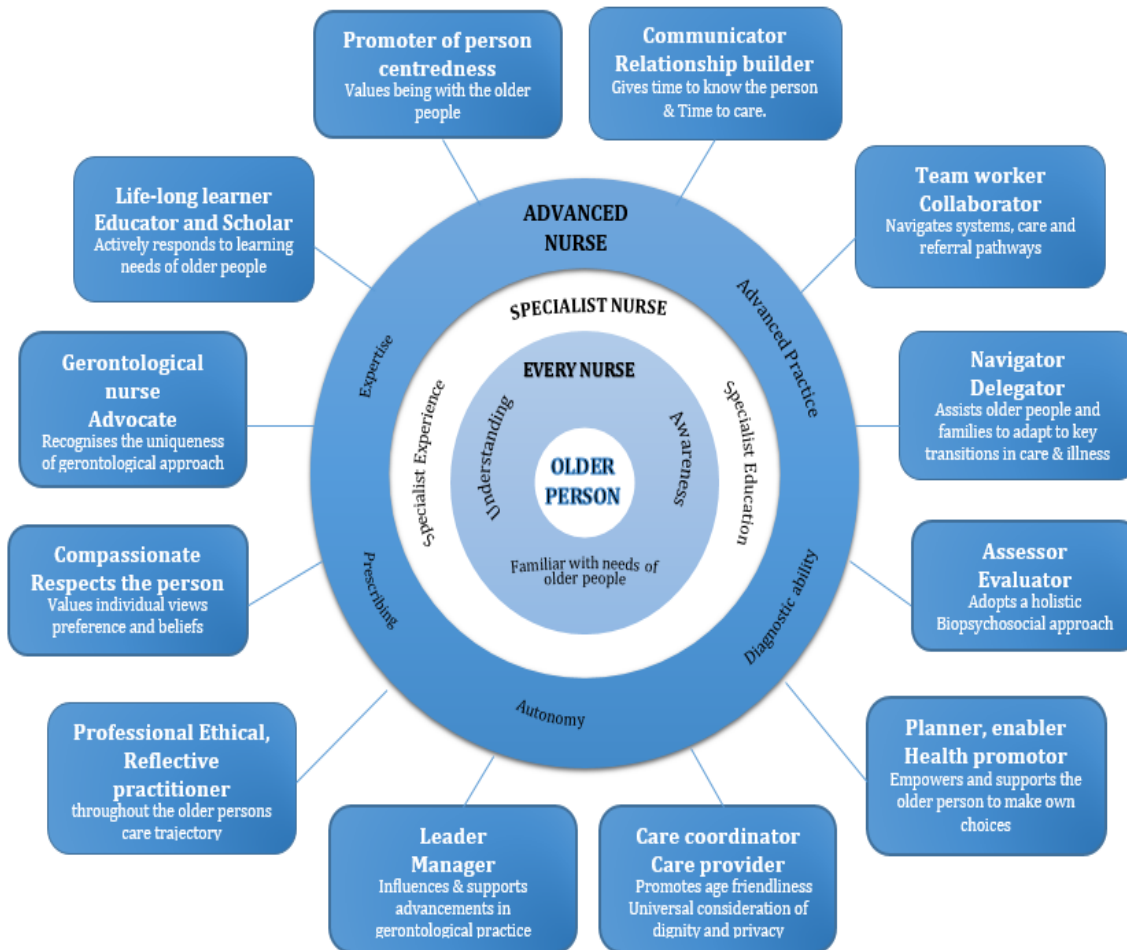 Promoter of person
centredness
Values being with the older
people
Communicator
Relationship builder
Gives time to know the person
& Time to care.
Life-long learner
Educator and Scholar
Actively responds to learning
needs of older people
Team worker
Collaborator
Navigates systems, care and
referral pathways
Gerontological
nurse
Advocate
Recognises the uniqueness
of gerontological approach
Navigator
Delegator
Assists older people and
families to adapt to key
transitions in care & illness
Compassionate
Respects the person
Values individual views
preference and beliefs
Assessor
Evaluator
Adopts a holistic
Biopsychosocial approach
Professional Ethical,
Reflective
practitioner
throughout the older persons
care trajectory
Planner, enabler
Health promotor
Empowers and supports the
older person to make own
choices
Leader
Manager
Influences & supports
advancements in
gerontological practice
Care coordinator
Care provider
Promotes age friendliness
Universal consideration of
dignity and privacy
ADVANCED
NURSE
Expertise
Advanced Practice
Prescribing
Diagnostic ability
Autonomy
SPECIALIST NURSE
Specialist Experience
Specialist Education
EVERY NURSE
Understanding
Awareness
Familiar with needs of
older people
OLDER
PERSON